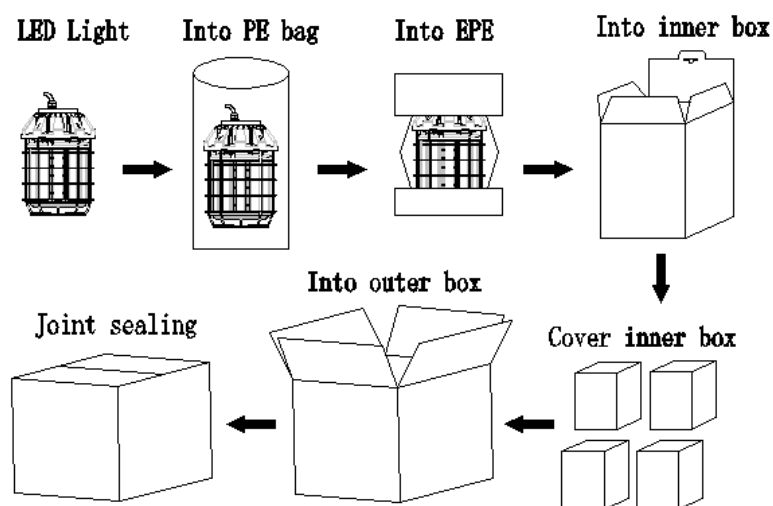 LED Light
Into PE bag
Into EPE
Into inner box
Cover inner box
Into outer box
Joint sealing